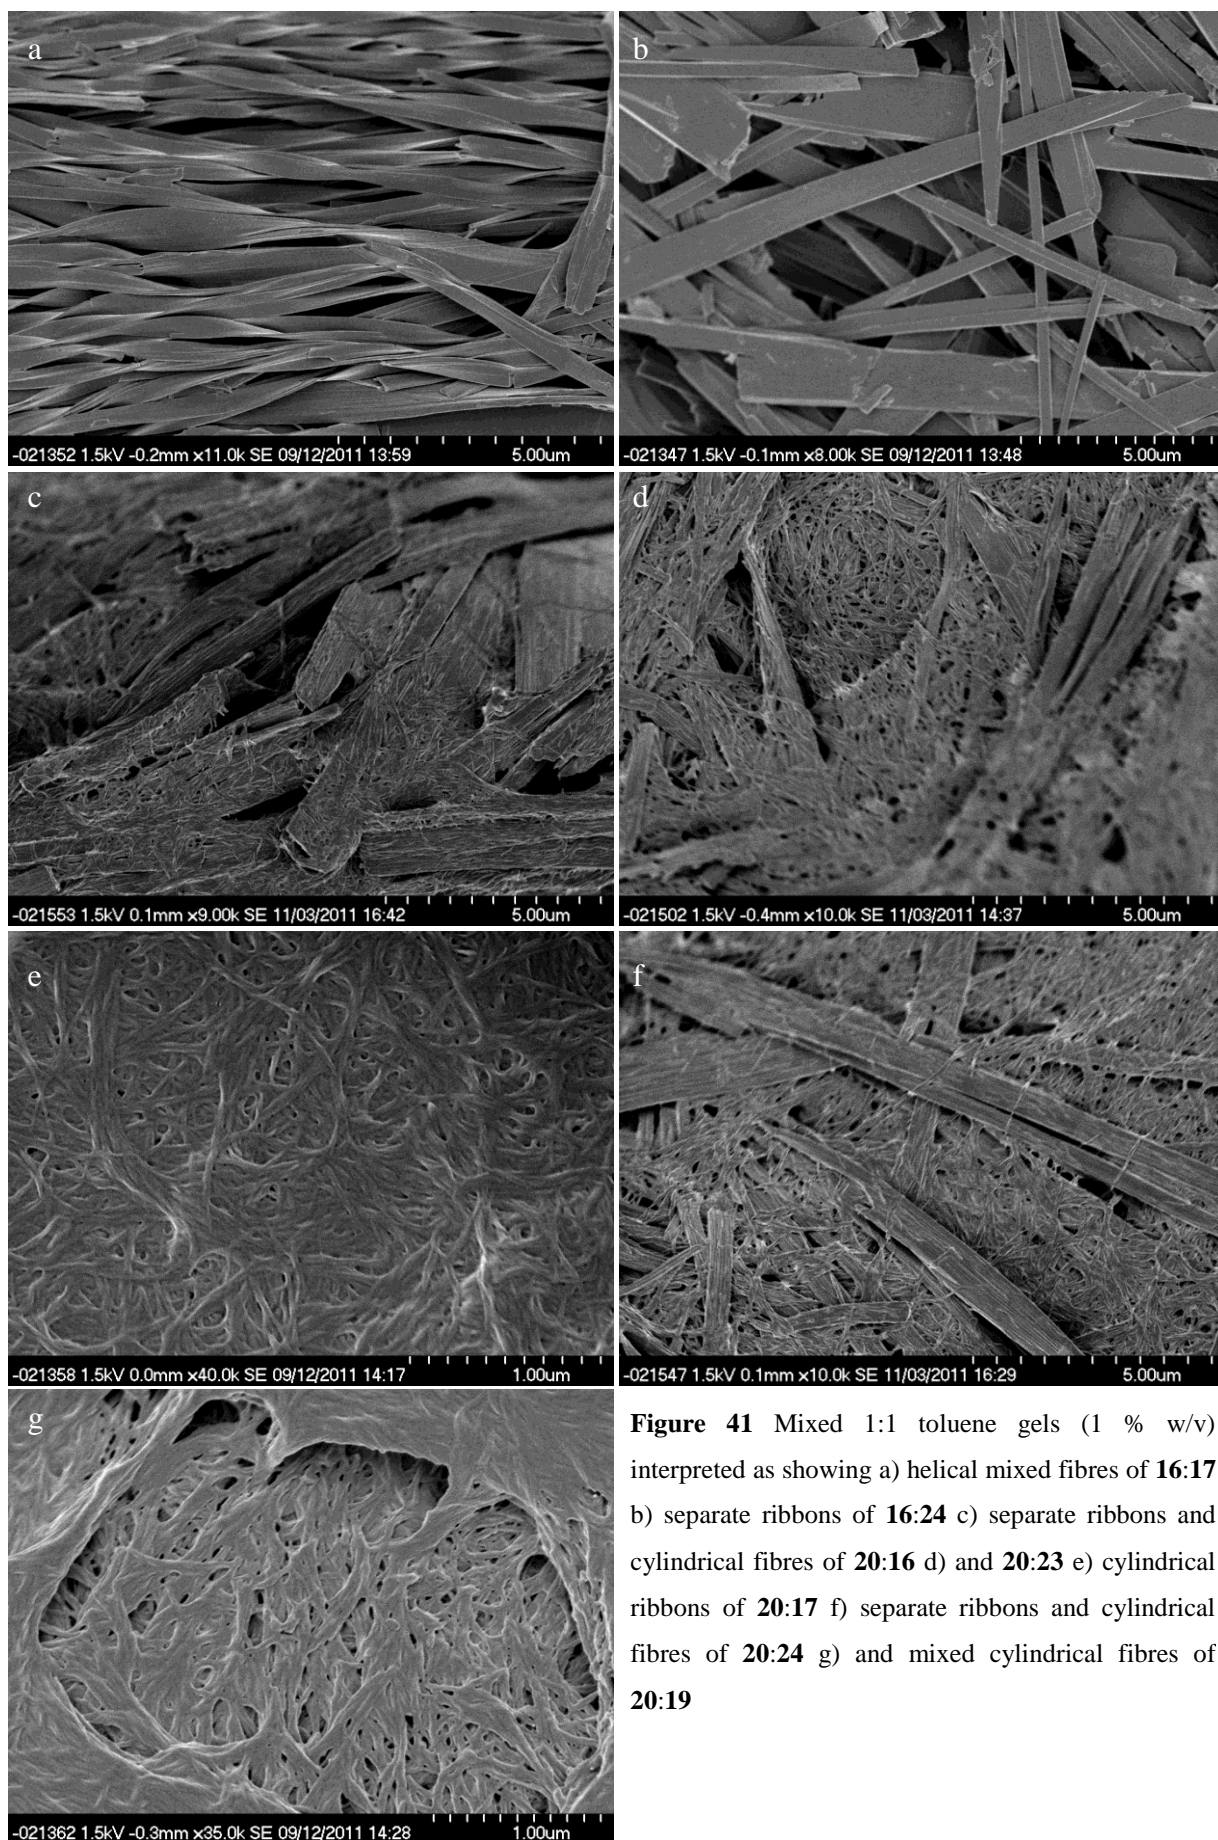 a
b
-021352 1.5kV -0.2mm x11.0k SE 09/12/2011 13:59 5.00um
-021347 1.5kV -0.1mm x8.00k SE 09/12/2011 13:48 5.00um
c
d
-021553 1.5kV 0.1mm x9.00k SE 11/03/2011 16:42 5.00um
-021502 1.5kV -0.4mm x10.0k SE 11/03/2011 14:37 5.00um
e
f
-021358 1.5kV 0.0mm x40.0k SE 09/12/2011 14:17 1.00um
-021547 1.5kV 0.1mm x10.0k SE 11/03/2011 16:29 5.00um
g
-021362 1.5kV -0.3mm x35.0k SE 09/12/2011 14:28 1.00um
Figure 41 Mixed 1:1 toluene gels (1 % w/v)
interpreted as showing a) helical mixed fibres of 16:17
b) separate ribbons of 16:24 c) separate ribbons and
cylindrical fibres of 20:16 d) and 20:23 e) cylindrical
ribbons of 20:17 f) separate ribbons and cylindrical
fibres of 20:24 g) and mixed cylindrical fibres of
20:19